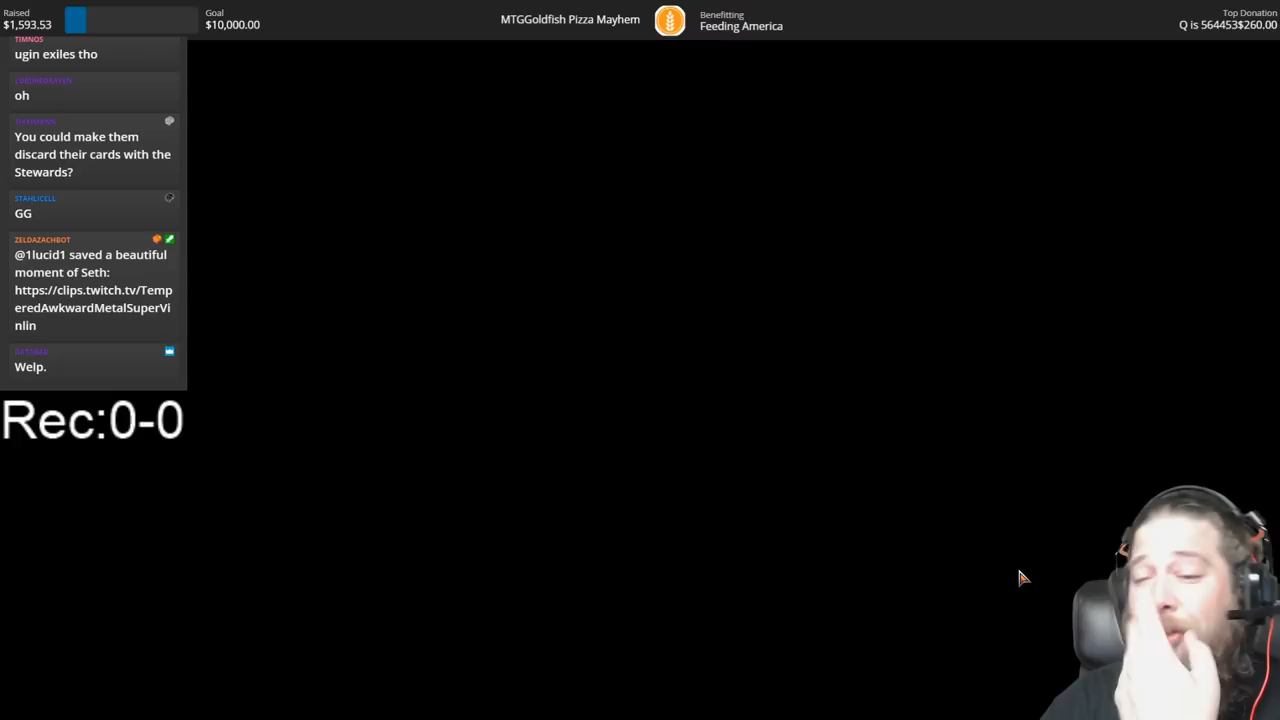 Raised
$1,593.53
Goal
$10,000.00
MTGGoldfish Pizza Mayhem
Benefitting
Feeding America
Top Donation
Q is 564453$260.00
TIMNOS
ugin exiles tho
oh
You could make them
discard their cards with the
Stewards?
STAHLICELL
GG
ZELDAZACHBOT
@1lucid1 saved a beautiful
moment of Seth:
https://clips.twitch.tv/Temp
eredAwkwardMetalSuperVi
nlin
Welp.
Rec:0-0